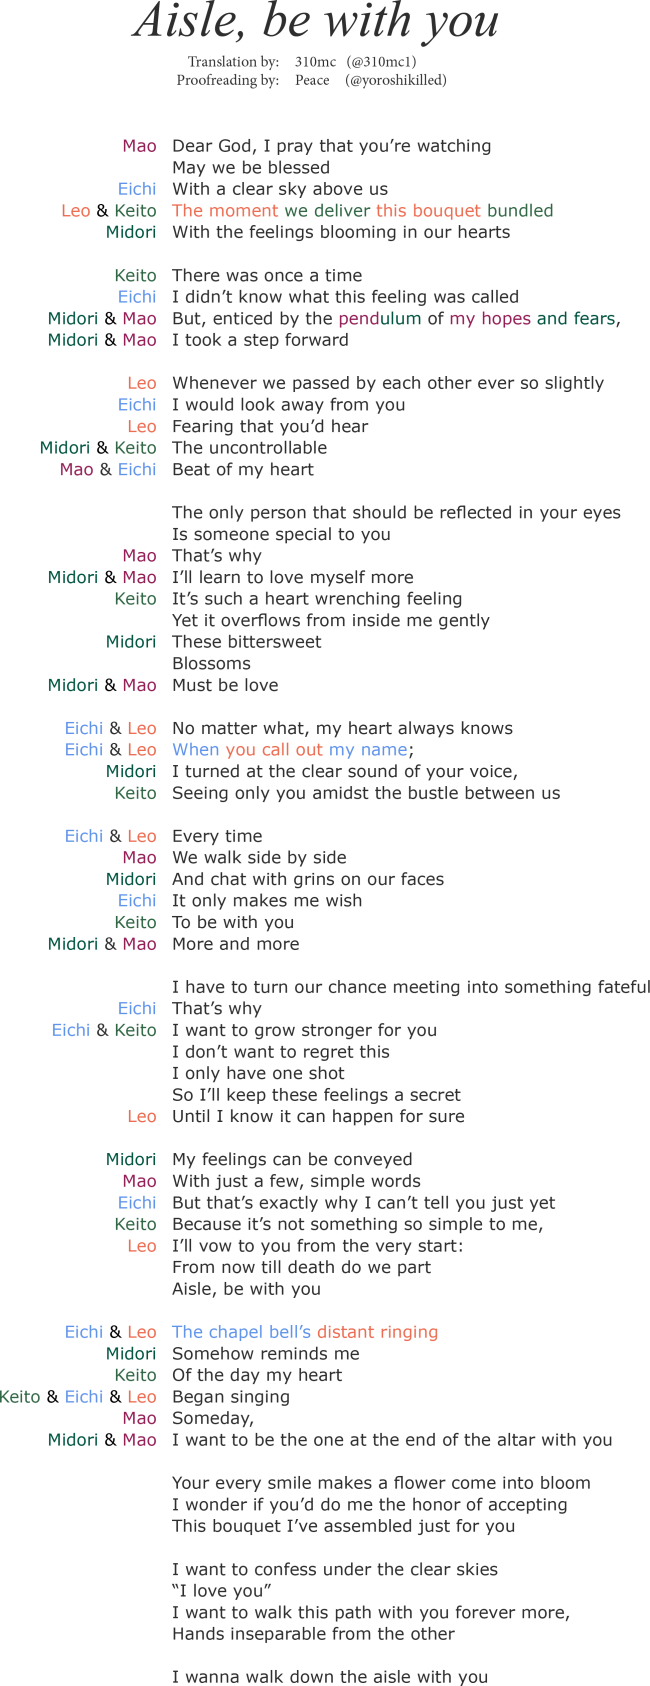 Aisle, be with you
Translation by: 310mc (@310mc1)
Proofreading by: Peace (@yoroshikilled)
Mao Dear God, I pray that you’re watching
May we be blessed
Eichi With a clear sky above us
Leo & Keito The moment we deliver this bouquet bundled
Midori With the feelings blooming in our hearts
Keito There was once a time
Eichi I didn’t know what this feeling was called
Midori & Mao But, enticed by the pendulum of my hopes and fears,
Midori & Mao I took a step forward
Leo Whenever we passed by each other ever so slightly
Eichi I would look away from you
Leo Fearing that you’d hear
Midori & Keito The uncontrollable
Mao & Eichi Beat of my heart
The only person that should be reflected in your eyes
Is someone special to you
Mao That’s why
Midori & Mao I’ll learn to love myself more
Keito It’s such a heart wrenching feeling
Yet it overflows from inside me gently
Midori These bittersweet
Blossoms
Midori & Mao Must be love
Eichi & Leo No matter what, my heart always knows
Eichi & Leo When you call out my name;
Midori I turned at the clear sound of your voice,
Keito Seeing only you amidst the bustle between us
Eichi & Leo Every time
Mao We walk side by side
Midori And chat with grins on our faces
Eichi It only makes me wish
Keito To be with you
Midori & Mao More and more
I have to turn our chance meeting into something fateful
Eichi That’s why
Eichi & Keito I want to grow stronger for you
I don’t want to regret this
I only have one shot
So I’ll keep these feelings a secret
Leo Until I know it can happen for sure
Midori My feelings can be conveyed
Mao With just a few, simple words
Eichi But that’s exactly why I can’t tell you just yet
Keito Because it’s not something so simple to me,
Leo I’ll vow to you from the very start:
From now till death do we part
Aisle, be with you
Eichi & Leo The chapel bell’s distant ringing
Midori Somehow reminds me
Keito Of the day my heart
Keito & Eichi & Leo Began singing
Mao Someday,
Midori & Mao I want to be the one at the end of the altar with you
Your every smile makes a flower come into bloom
I wonder if you’d do me the honor of accepting
This bouquet I’ve assembled just for you
I want to confess under the clear skies
“I love you”
I want to walk this path with you forever more,
Hands inseparable from the other
I wanna walk down the aisle with you